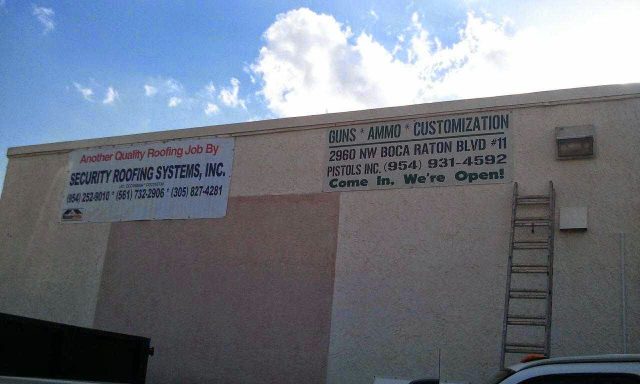 Another Quality Roofing Job By
SECURITY ROOFING SYSTEMS, INC.
(954) 252-9010 * (561) 732-2906 * (305) 827-4281
GUNS * AMMO * CUSTOMIZATION
2960 NW BOCA RATON BLVD #11
PISTOLS INC. (954) 931-4592
Come In, We're Open!